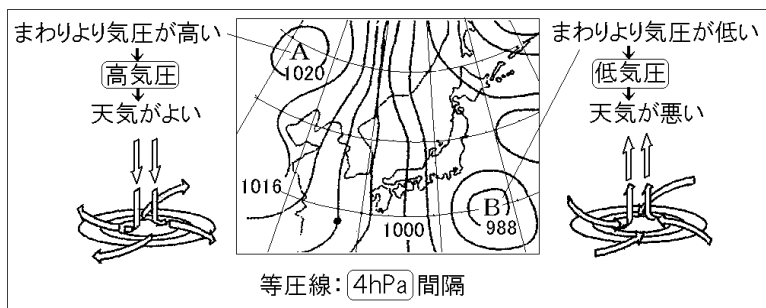 まわりより気圧が高い
高気圧
天気がよい
A
1020
1016
1000
B
988
まわりより気圧が低い
低気圧
天気が悪い
等圧線：4hPa間隔